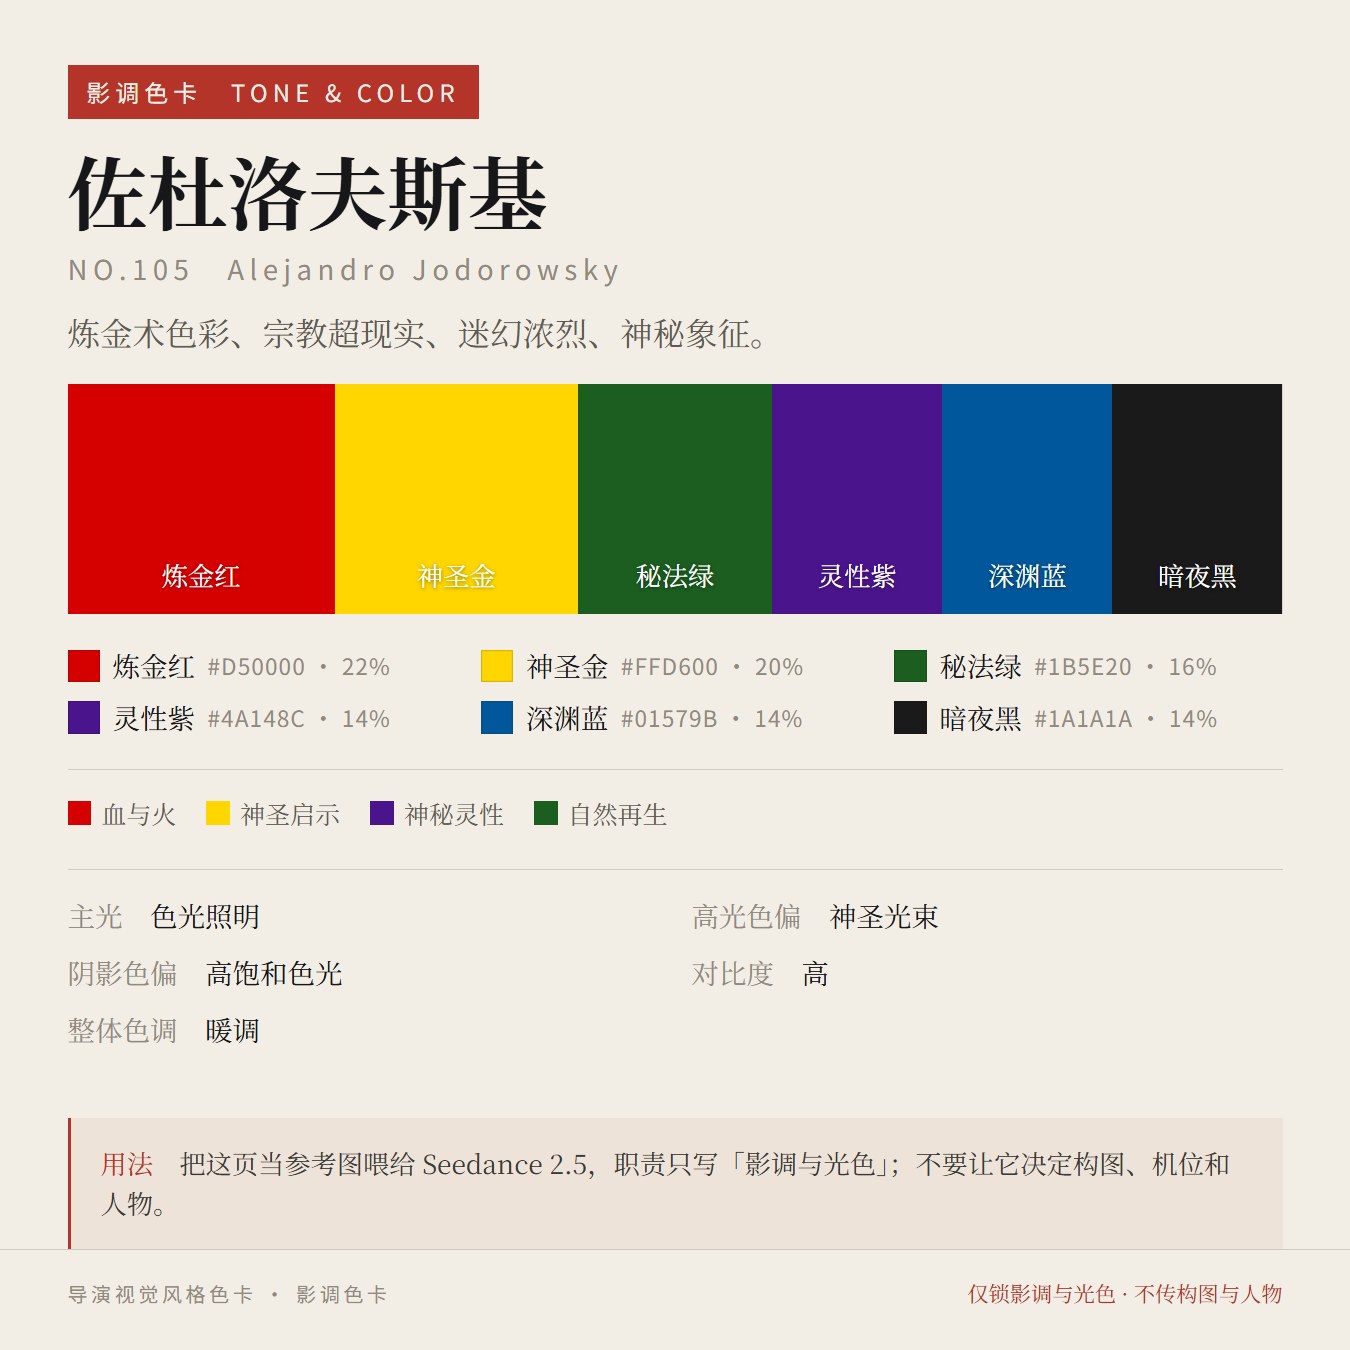 影调色卡 TONE & COLOR
佐杜洛夫斯基
NO.105 Alejandro Jodorowsky
炼金术色彩、宗教超现实、迷幻浓烈、神秘象征。
炼金红 神圣金 秘法绿 灵性紫 深渊蓝 暗夜黑
炼金红 #D50000 • 22% 神圣金 #FFD600 • 20% 秘法绿 #1B5E20 • 16%
灵性紫 #4A148C • 14% 深渊蓝 #01579B • 14% 暗夜黑 #1A1A1A • 14%
血与火 神圣启示 神秘灵性 自然再生
主光 色光照明 高光色偏 神圣光束
阴影色偏 高饱和色光 对比度 高
整体色调 暖调
用法 把这页当参考图喂给 Seedance 2.5，职责只写「影调与光色」；不要让它决定构图、机位和
人物。
导演视觉风格色卡 • 影调色卡 仅锁影调与光色 · 不传构图与人物